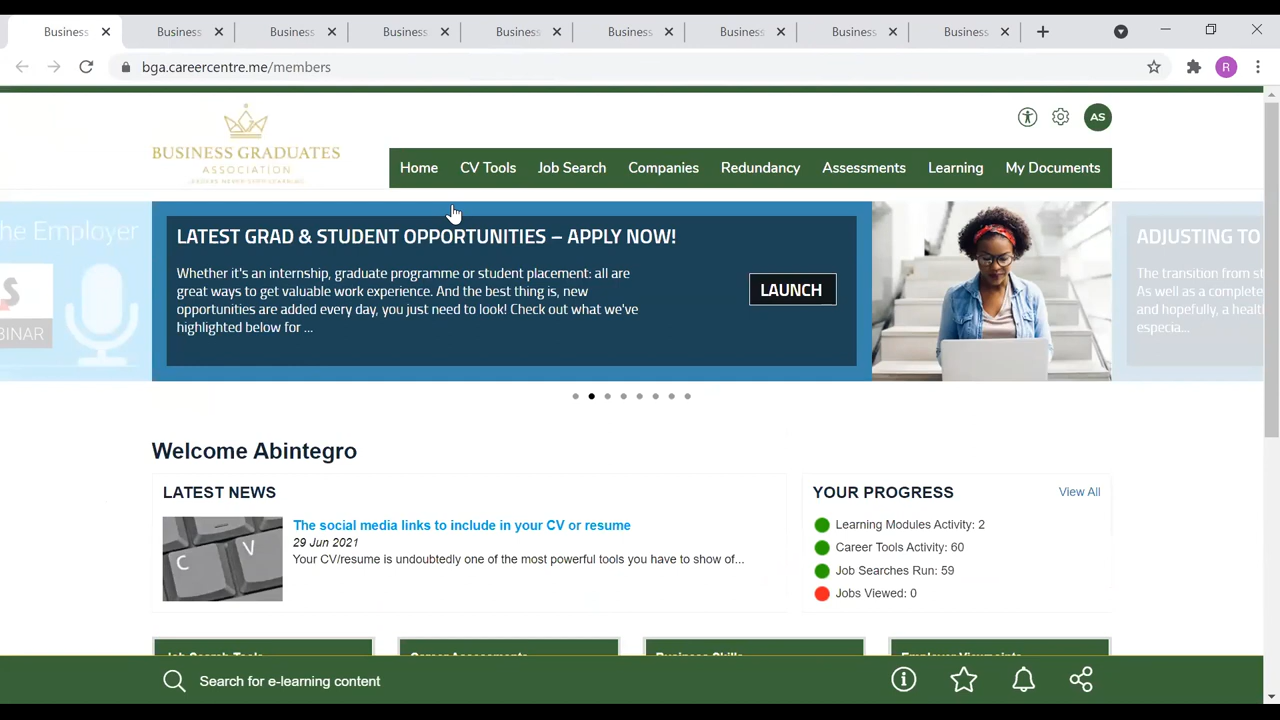 Business
Business
Business
Business
Business
Business
Business
Business
Business
bga.careercentre.me/members
R
BUSINESS GRADUATES
ASSOCIATION
AS
Home
CV Tools
Job Search
Companies
Redundancy
Assessments
Learning
My Documents
he Employer
S
BINAR
LATEST GRAD & STUDENT OPPORTUNITIES – APPLY NOW!
Whether it's an internship, graduate programme or student placement: all are
great ways to get valuable work experience. And the best thing is, new
opportunities are added every day, you just need to look! Check out what we've
highlighted below for ...
LAUNCH
ADJUSTING TO
The transition from st
As well as a complete
and hopefully, a healt
especia...
Welcome Abintegro
LATEST NEWS
C V
The social media links to include in your CV or resume
29 Jun 2021
Your CV/resume is undoubtedly one of the most powerful tools you have to show of...
YOUR PROGRESS
View All
Learning Modules Activity: 2
Career Tools Activity: 60
Job Searches Run: 59
Jobs Viewed: 0
Job Search Tools
Career Assessments
Business Skills
Employer Viewpoints
Search for e-learning content